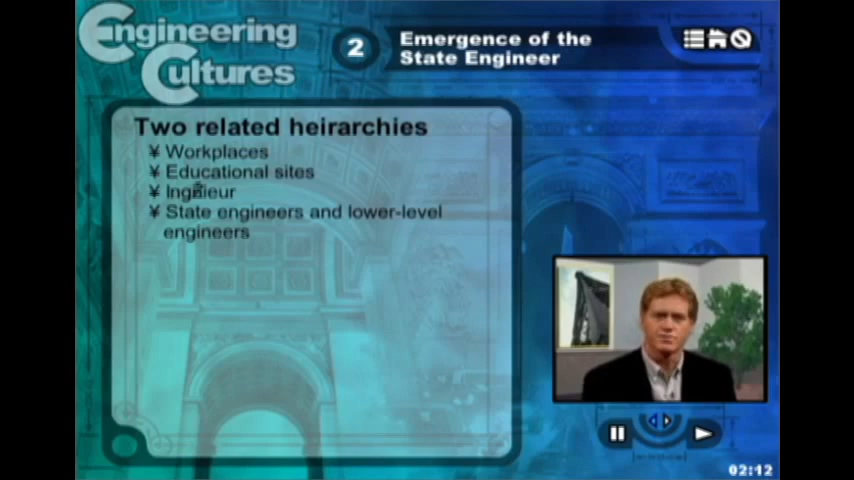 Engineering
Cultures
2
Emergence of the
State Engineer
Two related heirarchies
¥ Workplaces
¥ Educational sites
¥
¥ State engineers and lower-level
engineers
02:12